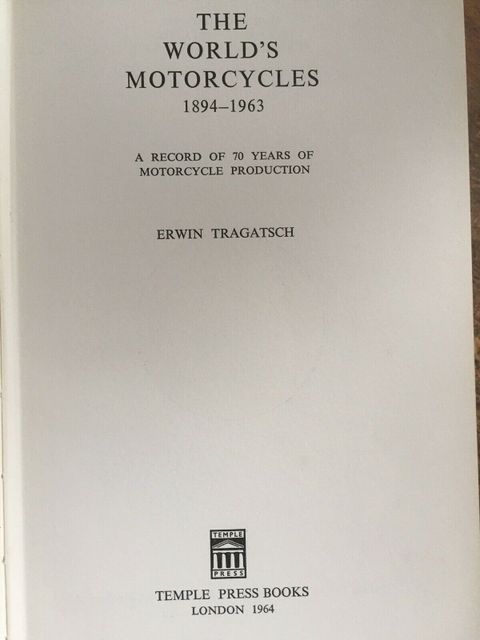 THE
WORLD'S
MOTORCYCLES
1894–1963
A RECORD OF 70 YEARS OF
MOTORCYCLE PRODUCTION
ERWIN TRAGATSCH
TEMPLE
PRESS
TEMPLE PRESS BOOKS
LONDON 1964